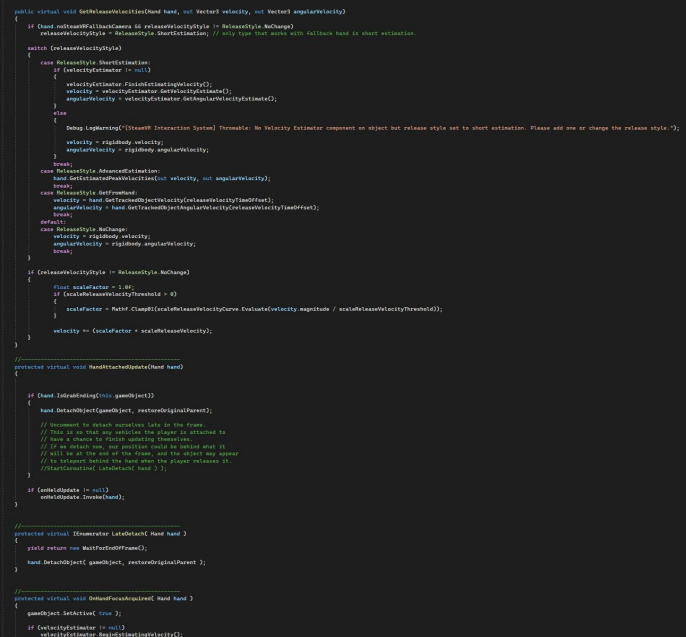 public virtual void GetReleaseVelocities(Hand hand, out Vector3 velocity, out Vector3 angularVelocity)
{
if (hand.noSteamVRFallbackCamera && releaseVelocityStyle != ReleaseStyle.NoChange)
releaseVelocityStyle = ReleaseStyle.ShortEstimation; // only type that works with fallback hand is short estimation.
switch (releaseVelocityStyle)
{
case ReleaseStyle.ShortEstimation:
if (velocityEstimator != null)
{
velocityEstimator.FinishEstimatingVelocity();
velocity = velocityEstimator.GetVelocityEstimate();
angularVelocity = velocityEstimator.GetAngularVelocityEstimate();
}
else
{
Debug.LogWarning("[SteamVR Interaction System] Throwable: No Velocity Estimator component on object but release style set to short estimation. Please add one or change the release style.");
velocity = rigidbody.velocity;
angularVelocity = rigidbody.angularVelocity;
}
break;
case ReleaseStyle.AdvancedEstimation:
hand.GetEstimatedPeakVelocities(out velocity, out angularVelocity);
break;
case ReleaseStyle.GetFromHand:
velocity = hand.GetTrackedObjectVelocity(releaseVelocityTimeOffset);
angularVelocity = hand.GetTrackedObjectAngularVelocity(releaseVelocityTimeOffset);
break;
default:
case ReleaseStyle.NoChange:
velocity = rigidbody.velocity;
angularVelocity = rigidbody.angularVelocity;
break;
}
if (releaseVelocityStyle != ReleaseStyle.NoChange)
{
float scaleFactor = 1.0f;
if (scaleReleaseVelocityThreshold > 0)
{
scaleFactor = Mathf.Clamp01(scaleReleaseVelocityCurve.Evaluate(velocity.magnitude / scaleReleaseVelocityThreshold));
}
velocity *= (scaleFactor * scaleReleaseVelocity);
}
}
//-------------------------------------------------
protected virtual void HandAttachedUpdate(Hand hand)
{
if (hand.IsGrabEnding(this.gameObject))
{
hand.DetachObject(gameObject, restoreOriginalParent);
// Uncomment to detach ourselves late in the frame.
// This is so that any vehicles the player is attached to
// have a chance to finish updating themselves.
// If we detach now, our position could be behind what it
// will be at the end of the frame, and the object may appear
// to teleport behind the hand when the player releases it.
//StartCoroutine( LateDetach( hand ) );
}
if (onHeldUpdate != null)
onHeldUpdate.Invoke(hand);
}
//-------------------------------------------------
protected virtual IEnumerator LateDetach( Hand hand )
{
yield return new WaitForEndOfFrame();
hand.DetachObject( gameObject, restoreOriginalParent );
}
//-------------------------------------------------
protected virtual void OnHandFocusAcquired( Hand hand )
{
gameObject.SetActive( true );
if (velocityEstimator != null)
velocityEstimator.BeginEstimatingVelocity();